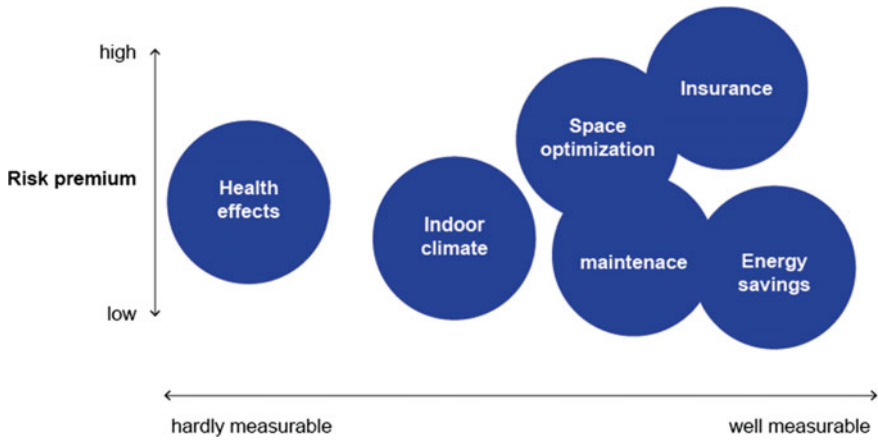 high
Insurance
Space
optimization
Risk premium
Health
effects
Indoor
climate
maintenace
Energy
savings
low
hardly measurable
well measurable